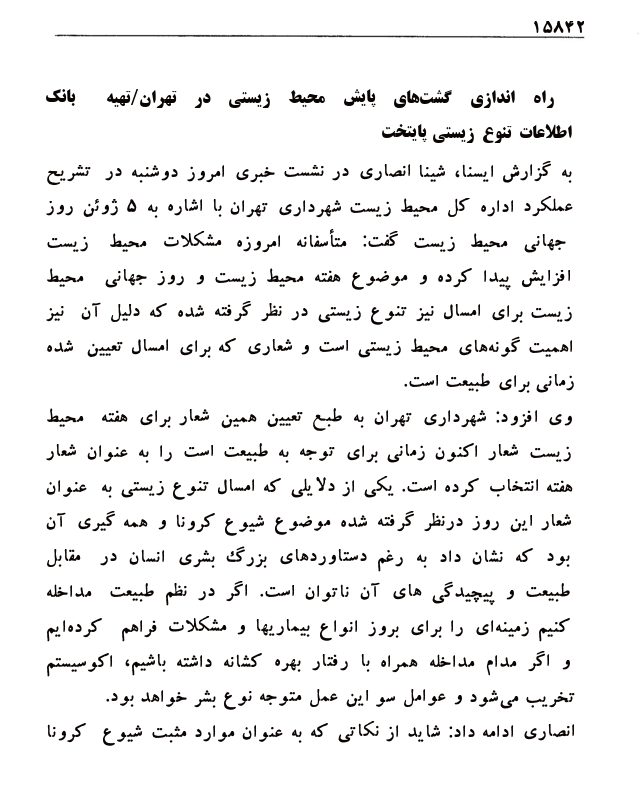 ۱۵۸۴۲
راه اندازی گشت‌های پایش محیط زیستی در تهران/تهیه بانک
اطلاعات تنوع زیستی پایتخت
به گزارش ایسنا، شینا انصاری در نشست خبری امروز دوشنبه در تشریح
عملکرد اداره کل محیط زیست شهرداری تهران با اشاره به ۵ ژوئن روز
جهانی محیط زیست گفت: متأسفانه امروزه مشکلات محیط زیست
افزایش پیدا کرده و موضوع هفته محیط زیست و روز جهانی محیط
زیست برای امسال نیز تنوع زیستی در نظر گرفته شده که دلیل آن نیز
اهمیت گونه‌های محیط زیستی است و شعاری که برای امسال تعیین شده
زمانی برای طبیعت است.
وی افزود: شهرداری تهران به طبع تعیین همین شعار برای هفته محیط
زیست شعار اکنون زمانی برای توجه به طبیعت است را به عنوان شعار
هفته انتخاب کرده است. یکی از دلایلی که امسال تنوع زیستی به عنوان
شعار این روز درنظر گرفته شده موضوع شیوع کرونا و همه گیری آن
بود که نشان داد به رغم دستاوردهای بزرگ بشری انسان در مقابل
طبیعت و پیچیدگی های آن ناتوان است. اگر در نظم طبیعت مداخله
کنیم زمینه‌ای را برای بروز انواع بیماریها و مشکلات فراهم کرده‌ایم
و اگر مدام مداخله همراه با رفتار بهره کشانه داشته باشیم، اکوسیستم
تخریب می‌شود و عوامل سو این عمل متوجه نوع بشر خواهد بود.
انصاری ادامه داد: شاید از نکاتی که به عنوان موارد مثبت شیوع کرونا